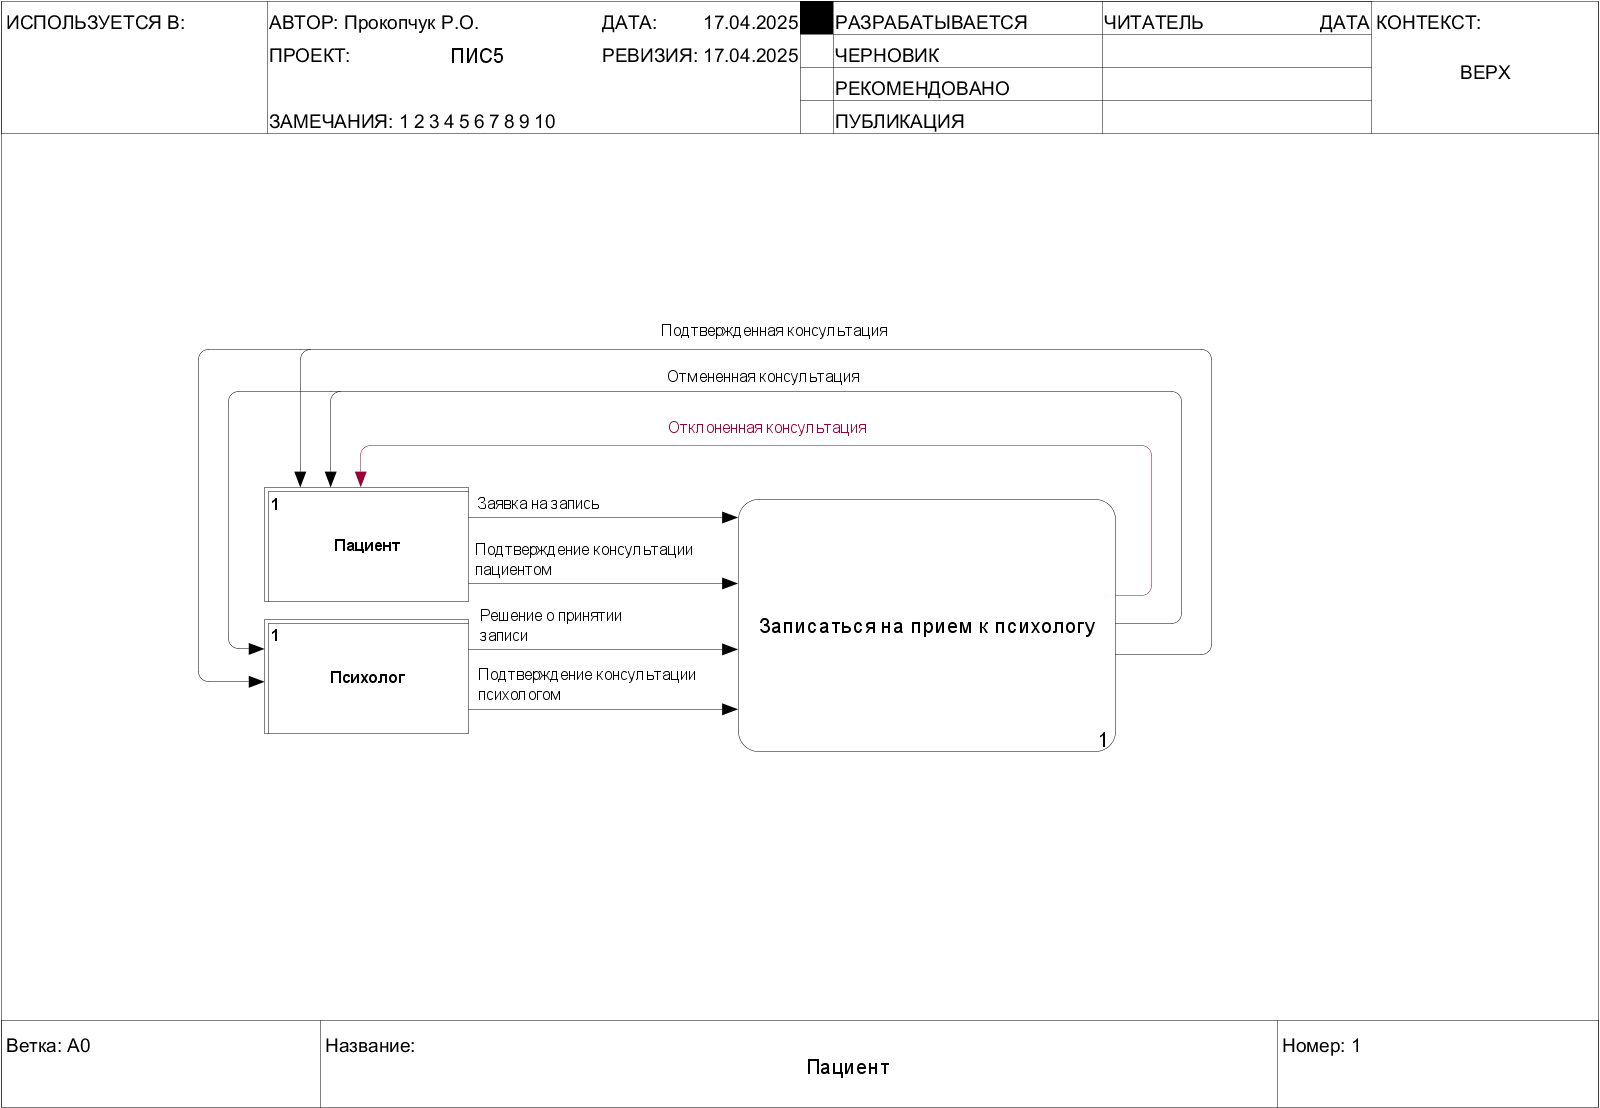 ИСПОЛЬЗУЕТСЯ В:
АВТОР: Прокопчук Р.О.
ДАТА: 17.04.2025
ПРОЕКТ: ПИС5
РЕВИЗИЯ: 17.04.2025
ЗАМЕЧАНИЯ: 1 2 3 4 5 6 7 8 9 10
РАЗРАБАТЫВАЕТСЯ
ЧЕРНОВИК
РЕКОМЕНДОВАНО
ПУБЛИКАЦИЯ
ЧИТАТЕЛЬ ДАТА
КОНТЕКСТ:
ВЕРХ
Подтвержденная консультация
Отмененная консультация
Отклоненная консультация
1
Пациент
Заявка на запись
Подтверждение консультации
пациентом
1
Психолог
Решение о принятии
записи
Подтверждение консультации
психологом
Записаться на прием к психологу
1
Ветка: A0
Название:
Пациент
Номер: 1